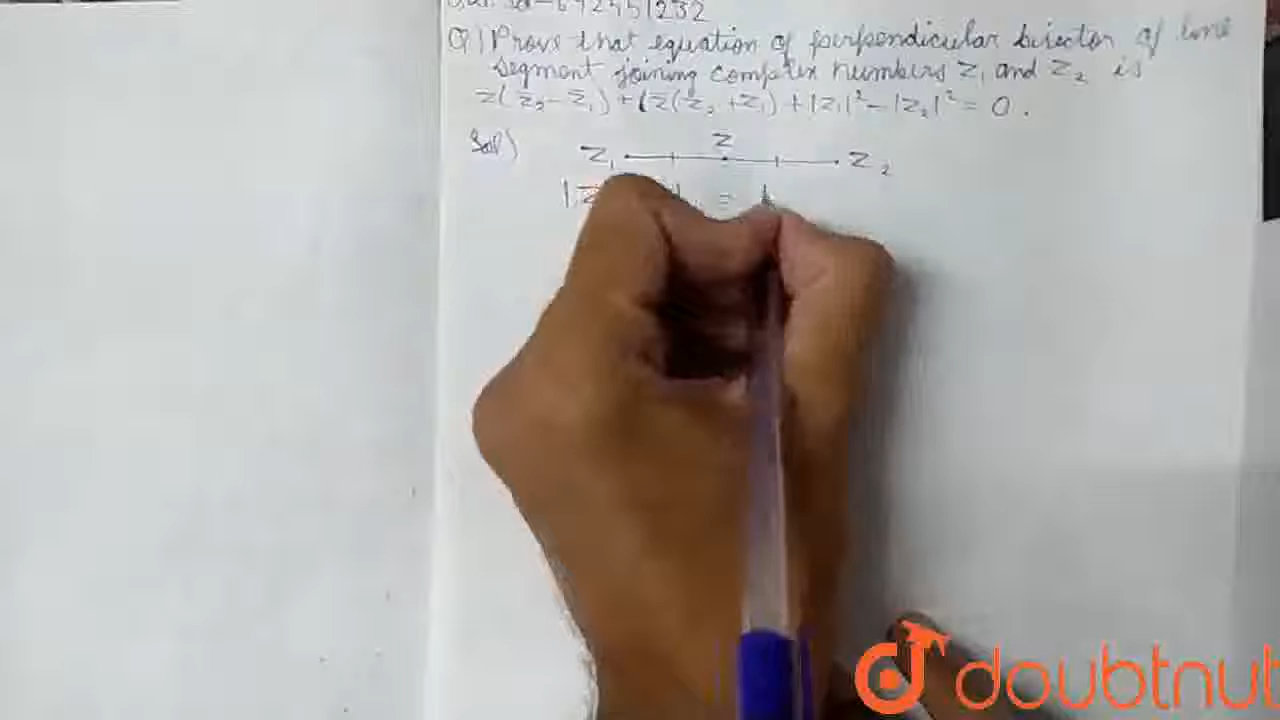 Q1) Prove that equation of perpendicular bisector of line
segment joining complex numbers z₁ and z₂ is
z(z̄₂ - z̄₁) + z̄(z₂ + z₁) + |z₁|² - |z₂|² = 0.
Sol)
z
z₁ z₂
|z =
doubtnut